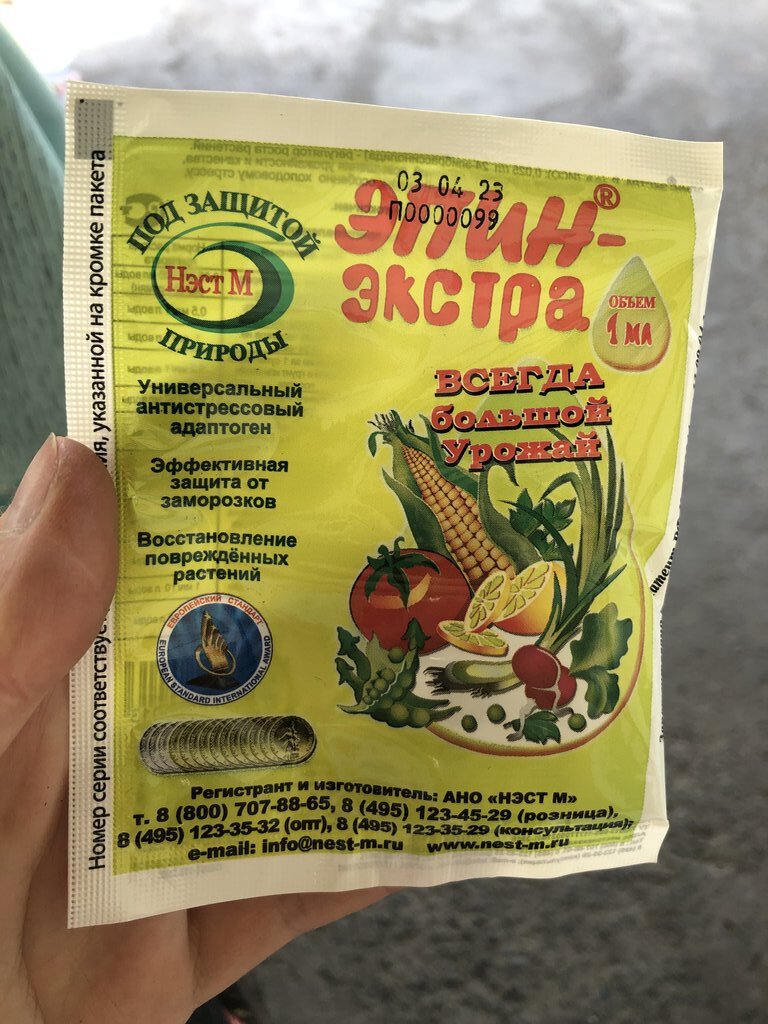 03 04 23
П0000099
ЭПИН-®
экстра
ПОД ЗАЩИТОЙ
Нэст М
ПРИРОДЫ
ОБЪЕМ
1 мл
ВСЕГДА
большой
Урожай
Универсальный
антистрессовый
адаптоген
Эффективная
защита от
заморозков
Восстановление
повреждённых
растений
ЕВРОПЕЙСКИЙ СТАНДАРТ
EUROPEAN STANDARD INTERNATIONAL AWARD
Регистрант и изготовитель: АНО «НЭСТ М»
т. 8 (800) 707-88-65, 8 (495) 123-45-29 (розница),
8 (495) 123-35-32 (опт), 8 (495) 123-35-29 (консультация);
e-mail: info@nest-m.ru www.nest-m.ru
Номер серии соответствует указанной на кромке пакета